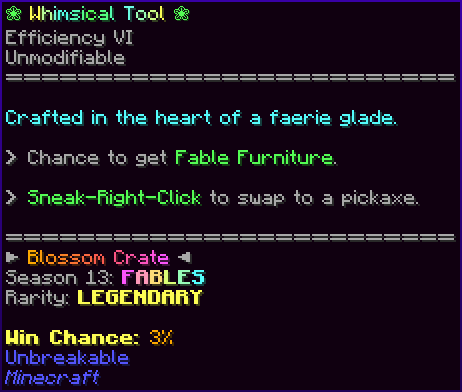 ❀ Whimsical Tool ❀
Efficiency VI
Unmodifiable
============================
Crafted in the heart of a faerie glade.
> Chance to get Fable Furniture.
> Sneak-Right-Click to swap to a pickaxe.
============================
► Blossom Crate ◄
Season 13: FABLES
Rarity: LEGENDARY
Win Chance: 3%
Unbreakable
Minecraft